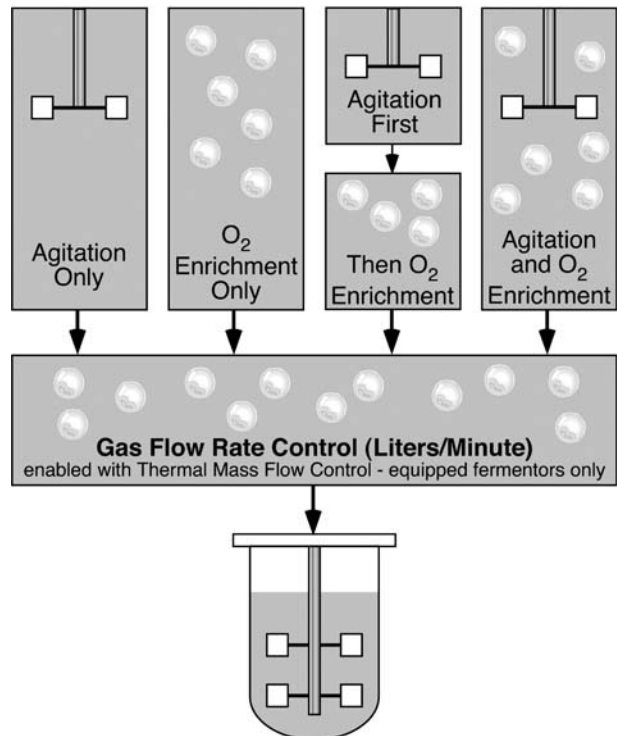 Agitation
Only
O2
Enrichment
Only
Agitation
First
Then O2
Enrichment
Agitation
and O2
Enrichment
Gas Flow Rate Control (Liters/Minute)
enabled with Thermal Mass Flow Control - equipped fermentors only